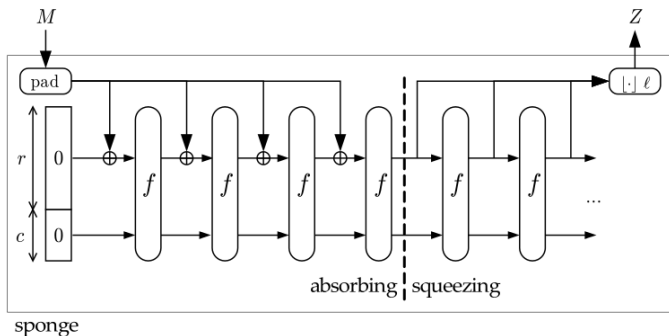 M Z
pad ⌊·⌋ ℓ
r 0 ⊕ f ⊕ f ⊕ f ⊕ f f f
...
c 0
absorbing squeezing
sponge